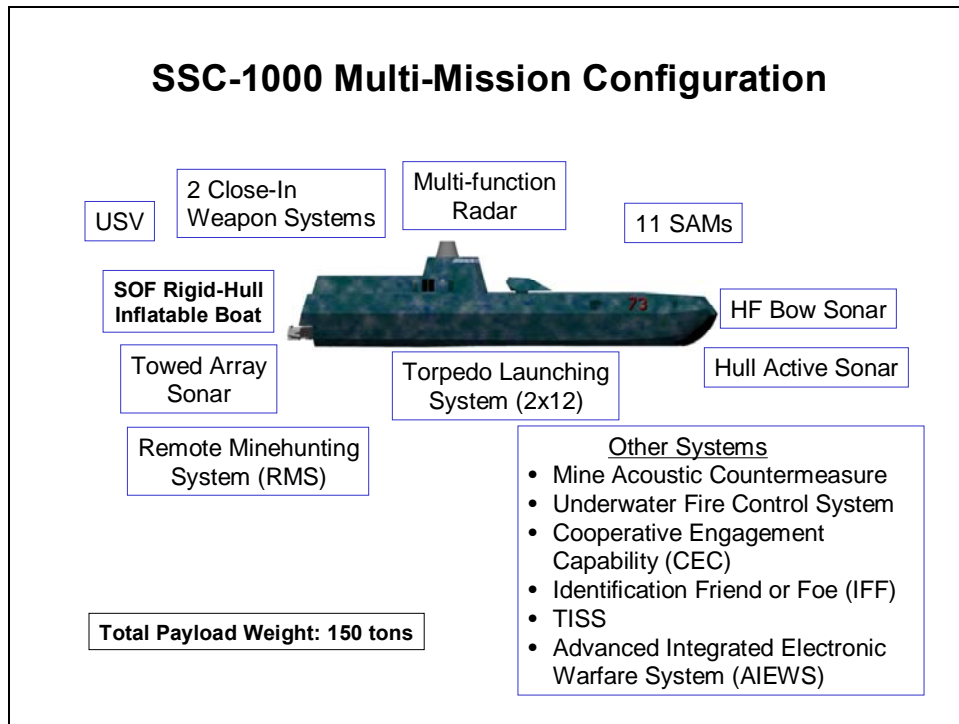 SSC-1000 Multi-Mission Configuration
USV
2 Close-In
Weapon Systems
Multi-function
Radar
11 SAMs
SOF Rigid-Hull
Inflatable Boat
73
HF Bow Sonar
Towed Array
Sonar
Torpedo Launching
System (2x12)
Hull Active Sonar
Remote Minehunting
System (RMS)
Other Systems
• Mine Acoustic Countermeasure
• Underwater Fire Control System
• Cooperative Engagement
Capability (CEC)
• Identification Friend or Foe (IFF)
• TISS
• Advanced Integrated Electronic
Warfare System (AIEWS)
Total Payload Weight: 150 tons